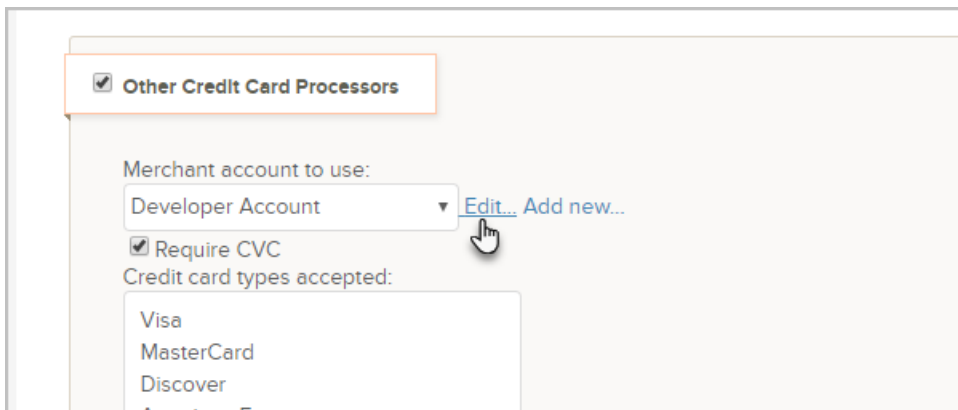 Other Credit Card Processors
Merchant account to use:
Developer Account Edit... Add new...
Require CVC
Credit card types accepted:
Visa
MasterCard
Discover